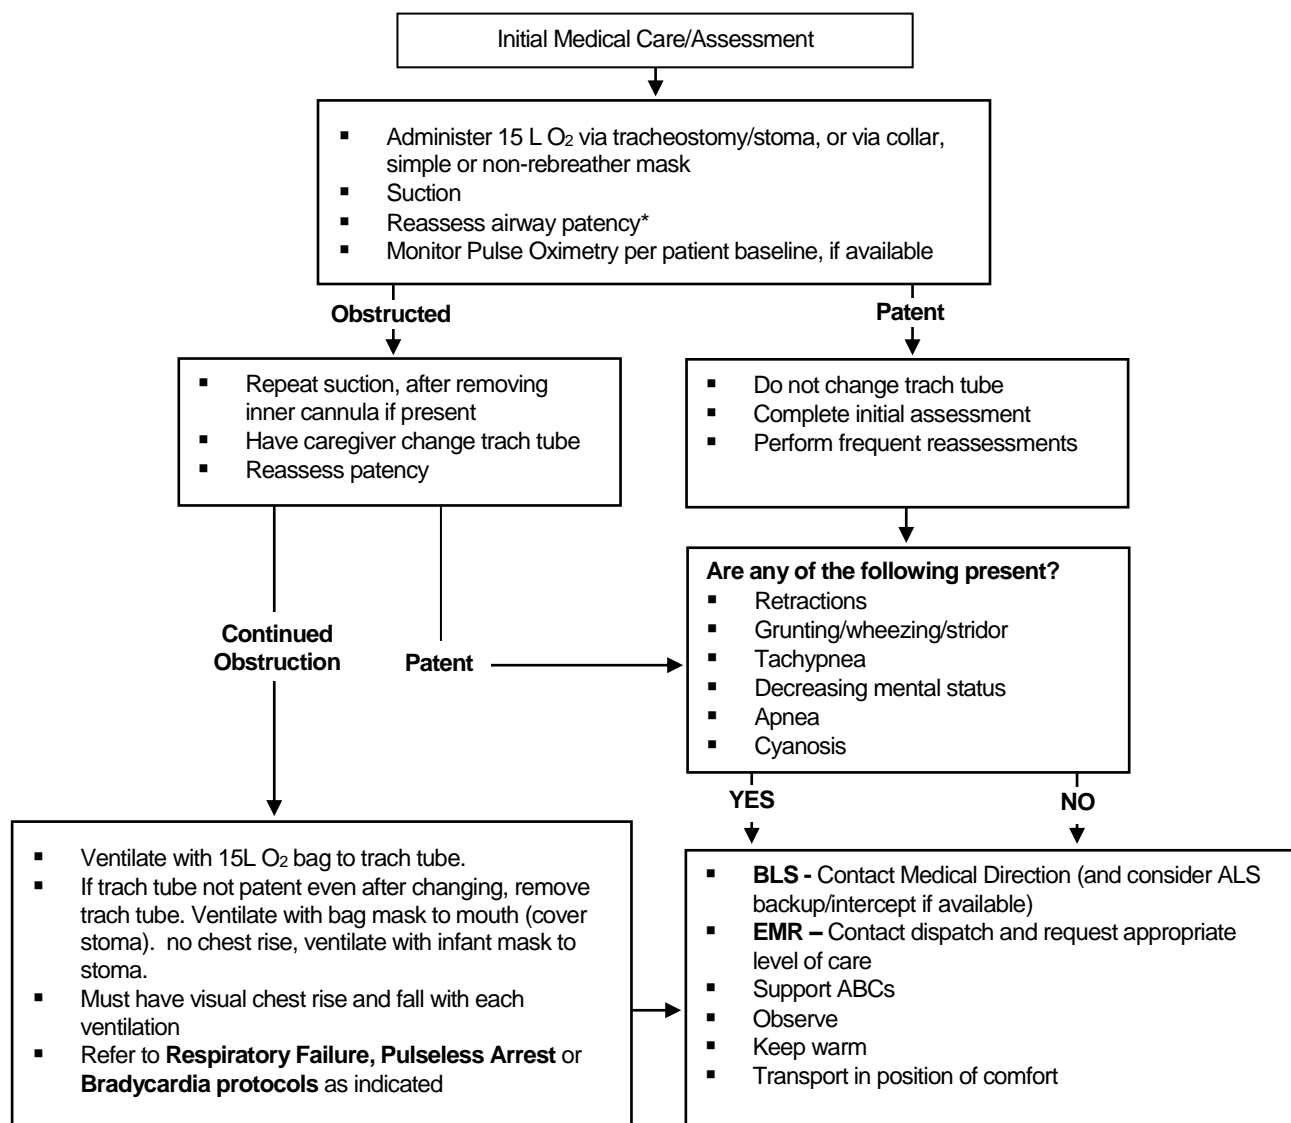 Initial Medical Care/Assessment
▪ Administer 15 L O₂ via tracheostomy/stoma, or via collar,
simple or non-rebreather mask
▪ Suction
▪ Reassess airway patency*
▪ Monitor Pulse Oximetry per patient baseline, if available
Obstructed
Patent
▪ Repeat suction, after removing
inner cannula if present
▪ Have caregiver change trach tube
▪ Reassess patency
▪ Do not change trach tube
▪ Complete initial assessment
▪ Perform frequent reassessments
Continued
Obstruction
Patent
Are any of the following present?
▪ Retractions
▪ Grunting/wheezing/stridor
▪ Tachypnea
▪ Decreasing mental status
▪ Apnea
▪ Cyanosis
YES
NO
▪ Ventilate with 15L O₂ bag to trach tube.
▪ If trach tube not patent even after changing, remove
trach tube. Ventilate with bag mask to mouth (cover
stoma).  no chest rise, ventilate with infant mask to
stoma.
▪ Must have visual chest rise and fall with each
ventilation
▪ Refer to Respiratory Failure, Pulseless Arrest or
Bradycardia protocols as indicated
▪ BLS - Contact Medical Direction (and consider ALS
backup/intercept if available)
▪ EMR – Contact dispatch and request appropriate
level of care
▪ Support ABCs
▪ Observe
▪ Keep warm
▪ Transport in position of comfort